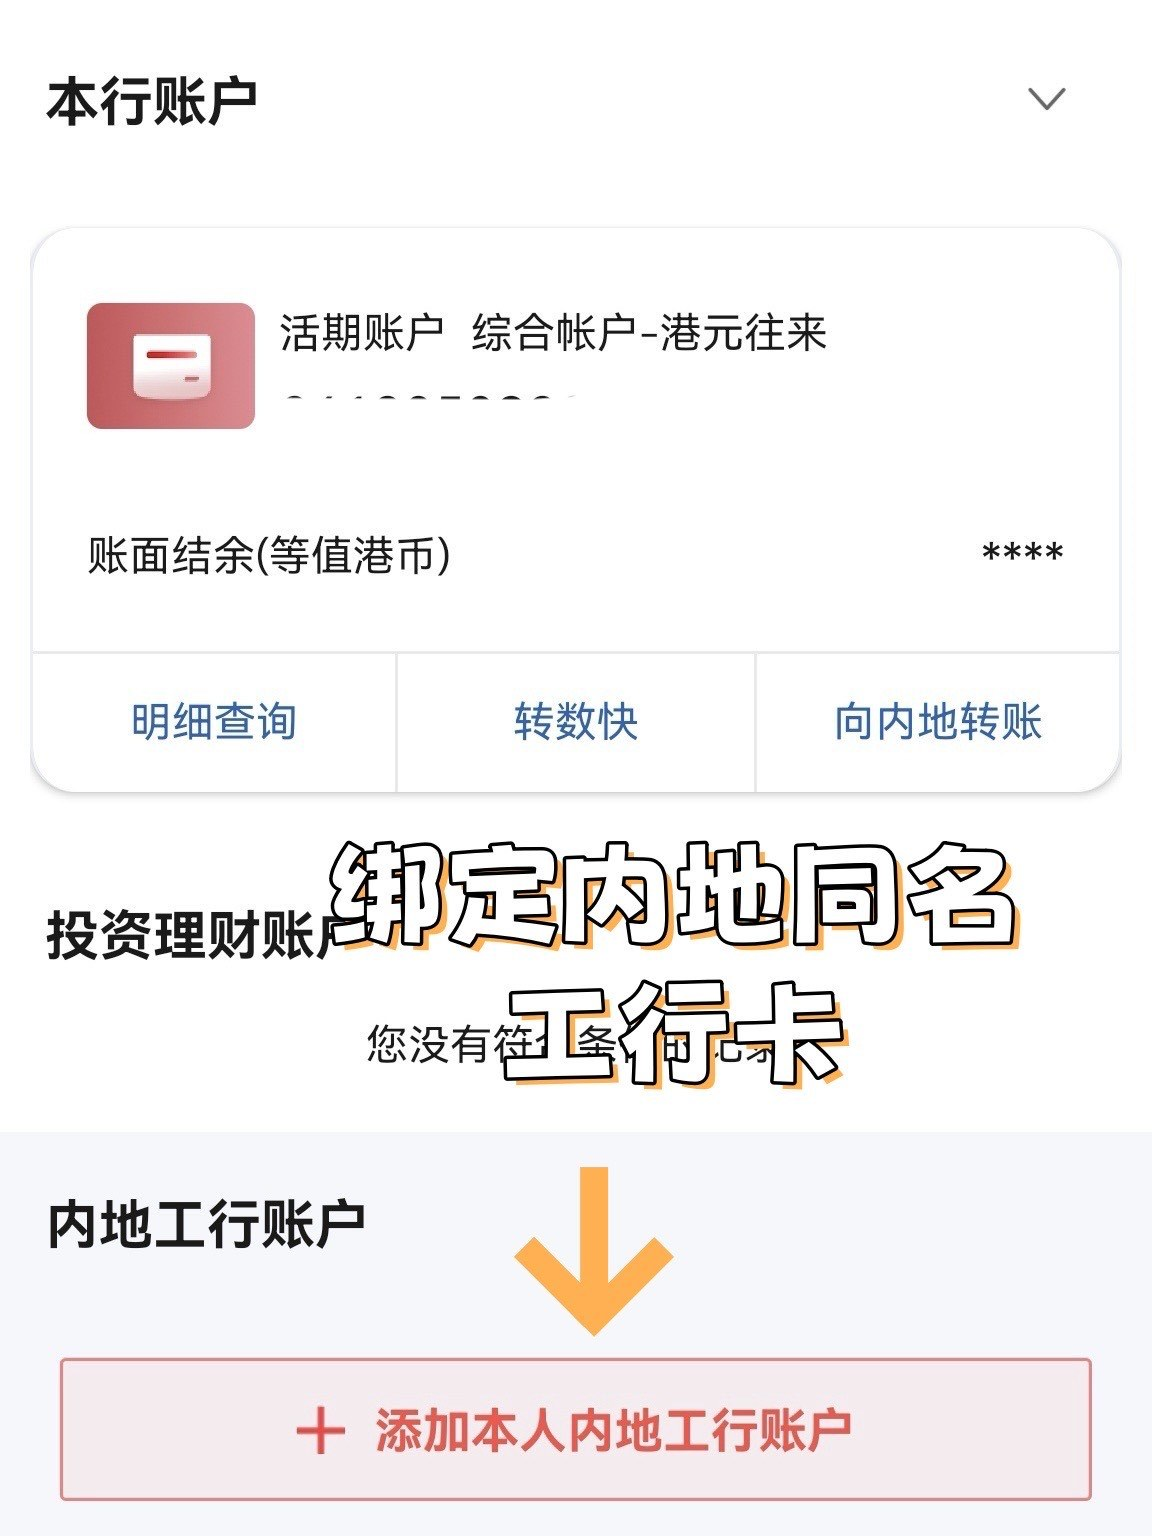 本行账户
活期账户 综合帐户-港元往来
账面结余(等值港币)
****
明细查询
转数快
向内地转账
绑定内地同名
投资理财账户
工行卡
您没有符
条
内地工行账户
添加本人内地工行账户